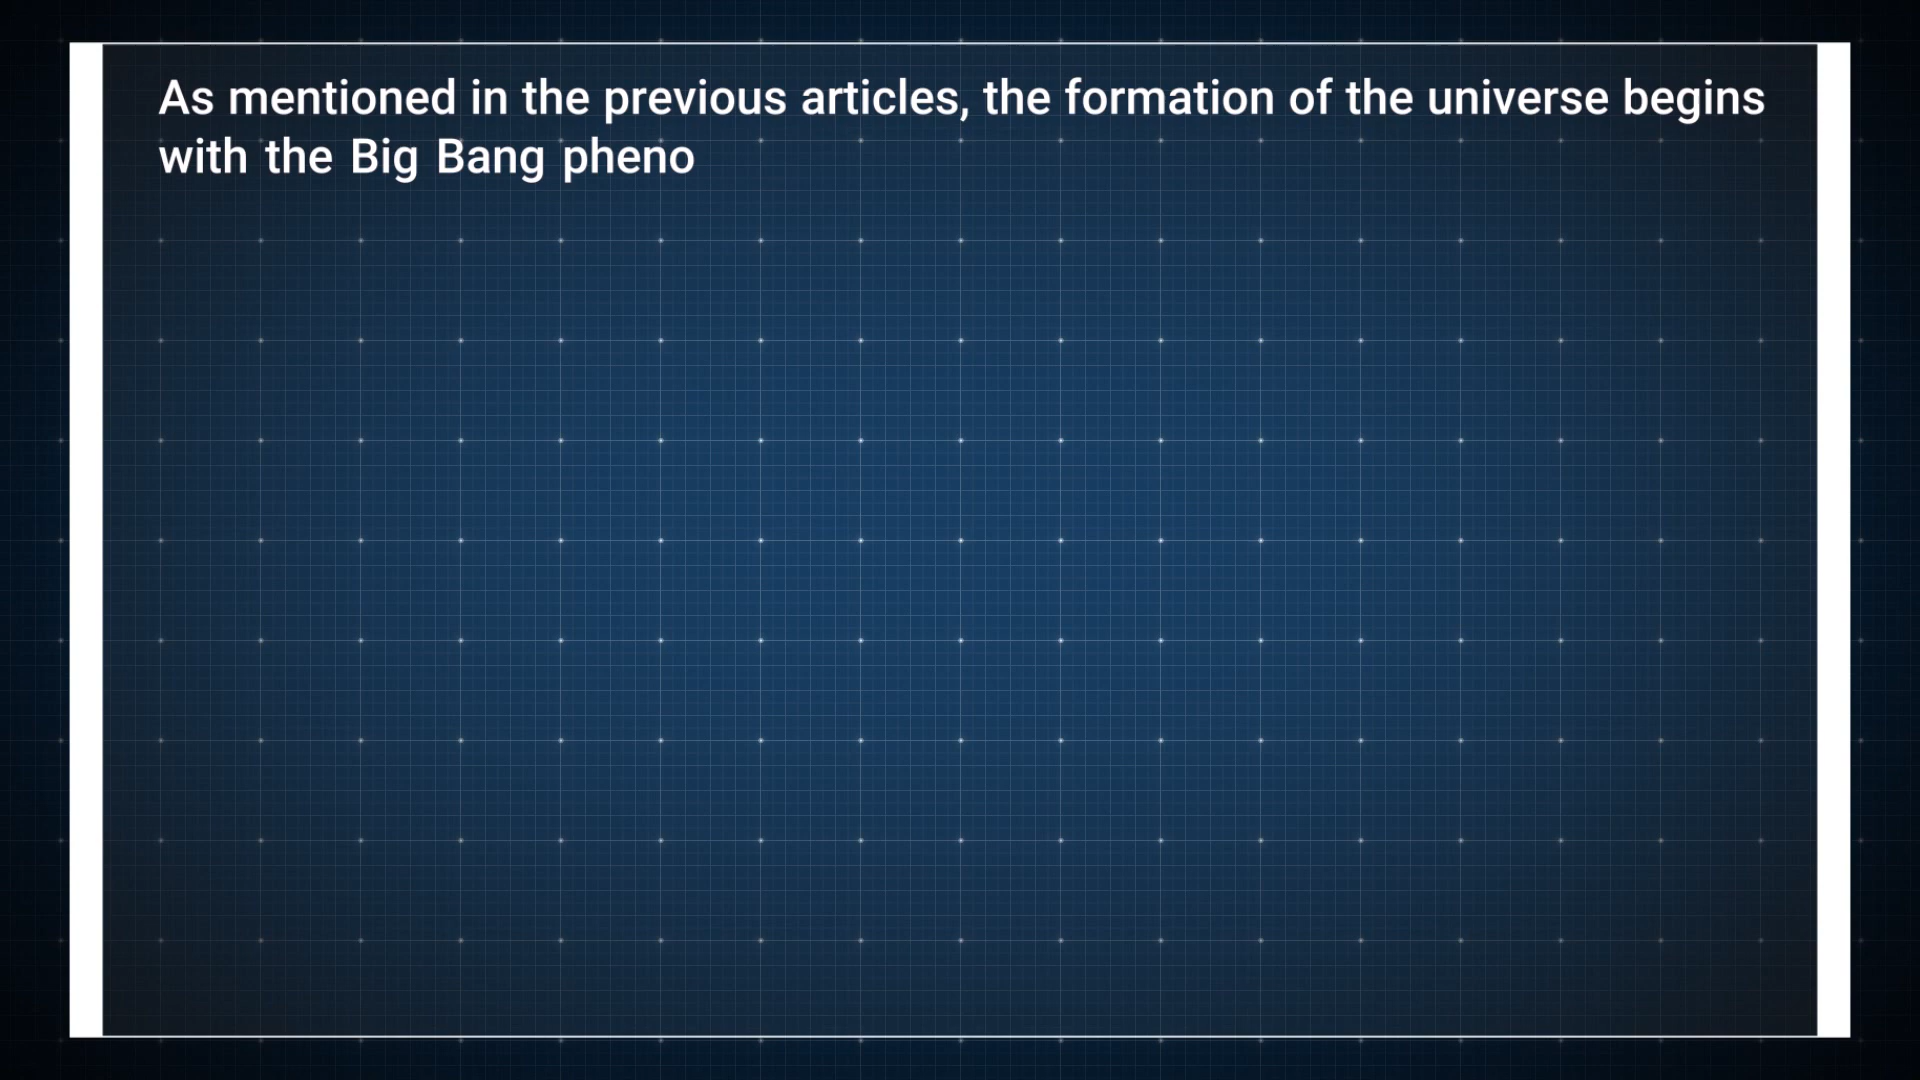 As mentioned in the previous articles, the formation of the universe begins
with the Big Bang pheno